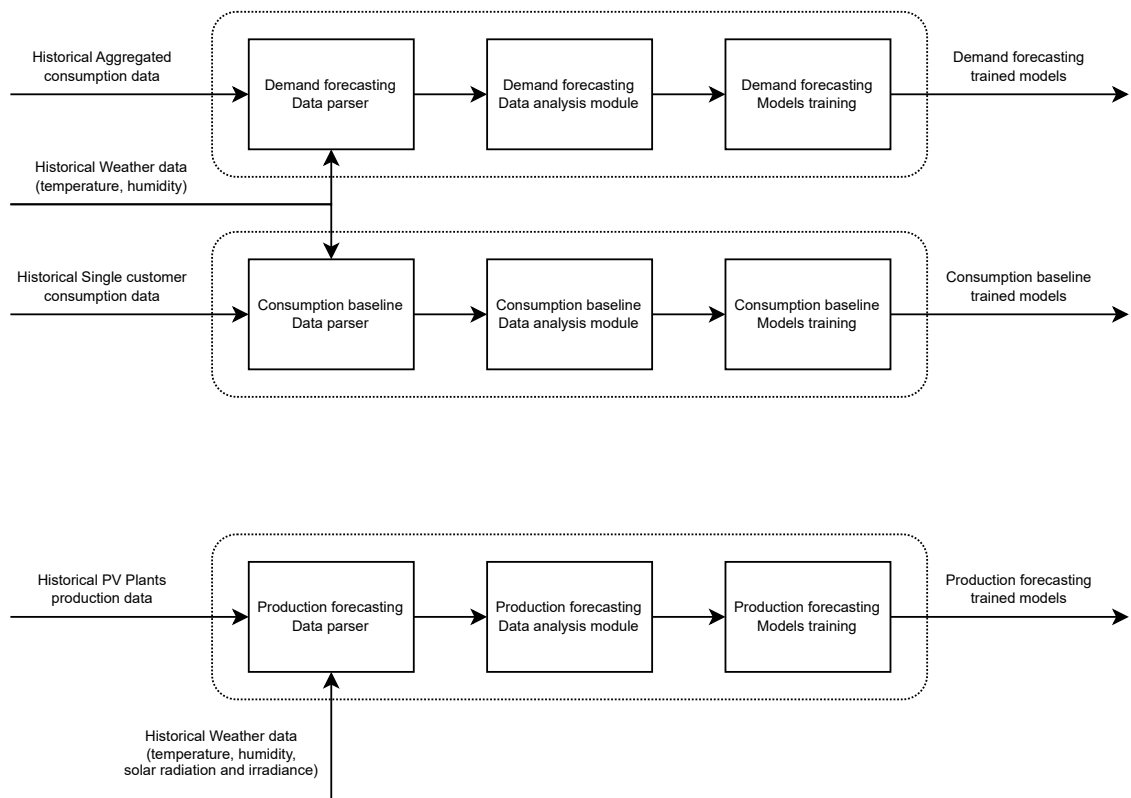 Historical Aggregated
consumption data
Demand forecasting
Data parser
Demand forecasting
Data analysis module
Demand forecasting
Models training
Demand forecasting
trained models
Historical Weather data
(temperature, humidity)
Historical Single customer
consumption data
Consumption baseline
Data parser
Consumption baseline
Data analysis module
Consumption baseline
Models training
Consumption baseline
trained models
Historical PV Plants
production data
Production forecasting
Data parser
Production forecasting
Data analysis module
Production forecasting
Models training
Production forecasting
trained models
Historical Weather data
(temperature, humidity,
solar radiation and irradiance)